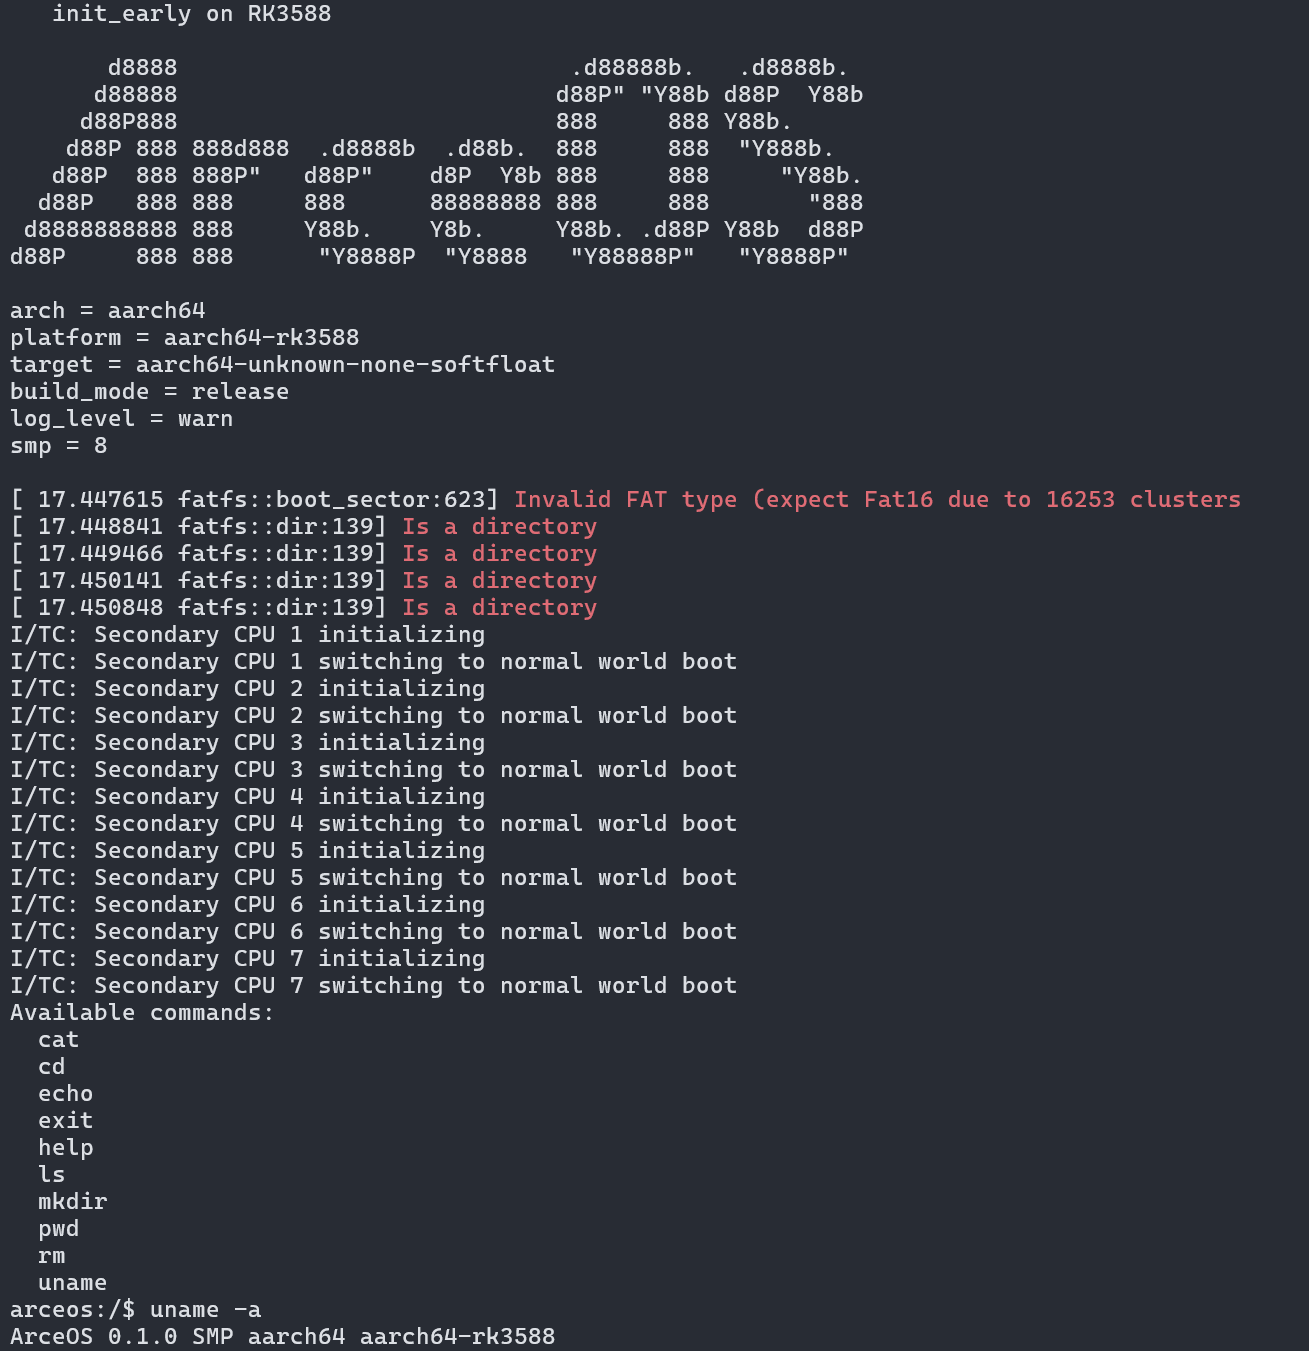 init_early on RK3588

       d8888                            .d88888b.   .d8888b.
      d88888                           d88P" "Y88b d88P  Y88b
     d88P888                           888     888 Y88b.
    d88P 888 888d888  .d8888b  .d88b.  888     888  "Y888b.
   d88P  888 888P"   d88P"    d8P  Y8b 888     888     "Y88b.
  d88P   888 888     888      88888888 888     888       "888
 d8888888888 888     Y88b.    Y8b.     Y88b. .d88P Y88b  d88P
d88P     888 888      "Y8888P  "Y8888   "Y88888P"   "Y8888P"

arch = aarch64
platform = aarch64-rk3588
target = aarch64-unknown-none-softfloat
build_mode = release
log_level = warn
smp = 8

[ 17.447615 fatfs::boot_sector:623] Invalid FAT type (expect Fat16 due to 16253 clusters
[ 17.448841 fatfs::dir:139] Is a directory
[ 17.449466 fatfs::dir:139] Is a directory
[ 17.450141 fatfs::dir:139] Is a directory
[ 17.450848 fatfs::dir:139] Is a directory
I/TC: Secondary CPU 1 initializing
I/TC: Secondary CPU 1 switching to normal world boot
I/TC: Secondary CPU 2 initializing
I/TC: Secondary CPU 2 switching to normal world boot
I/TC: Secondary CPU 3 initializing
I/TC: Secondary CPU 3 switching to normal world boot
I/TC: Secondary CPU 4 initializing
I/TC: Secondary CPU 4 switching to normal world boot
I/TC: Secondary CPU 5 initializing
I/TC: Secondary CPU 5 switching to normal world boot
I/TC: Secondary CPU 6 initializing
I/TC: Secondary CPU 6 switching to normal world boot
I/TC: Secondary CPU 7 initializing
I/TC: Secondary CPU 7 switching to normal world boot
Available commands:
  cat
  cd
  echo
  exit
  help
  ls
  mkdir
  pwd
  rm
  uname
arceos:/$ uname -a
ArceOS 0.1.0 SMP aarch64 aarch64-rk3588